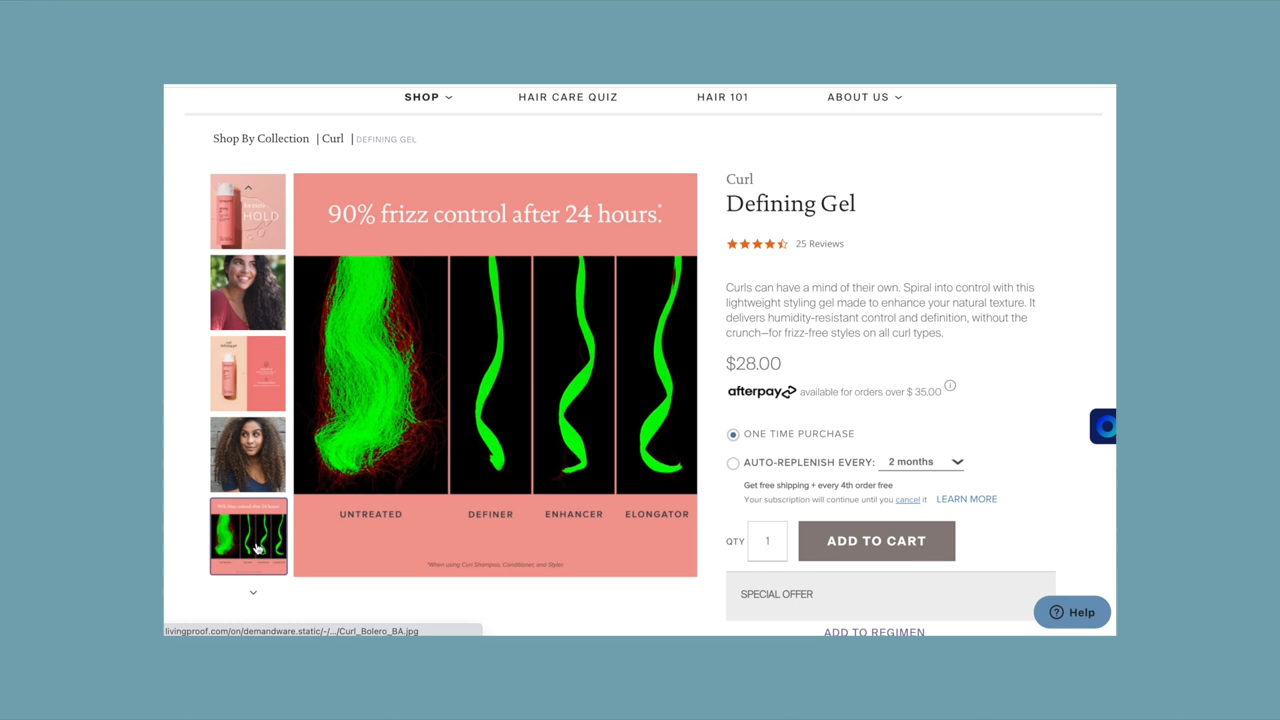 SHOP
HAIR CARE QUIZ
HAIR 101
ABOUT US
Shop By Collection | Curl | DEFINING GEL
HOLD
90% frizz control after 24 hours.*
UNTREATED
DEFINER
ENHANCER
ELONGATOR
*When using Curl Shampoo, Conditioner, and Styler
Curl
Defining Gel
25 Reviews
Curls can have a mind of their own. Spiral into control with this
lightweight styling gel made to enhance your natural texture. It
delivers humidity-resistant control and definition, without the
crunch—for frizz-free styles on all curl types.
$28.00
afterpay available for orders over $ 35.00
ONE TIME PURCHASE
AUTO-REPLENISH EVERY: 2 months
Get free shipping + every 4th order free
Your subscription will continue until you cancel it LEARN MORE
QTY 1 ADD TO CART
SPECIAL OFFER
Help
ADD TO REGIMEN
livingproof.com/on/demandware.static/-/.../Curl_Bolero_BA.jpg